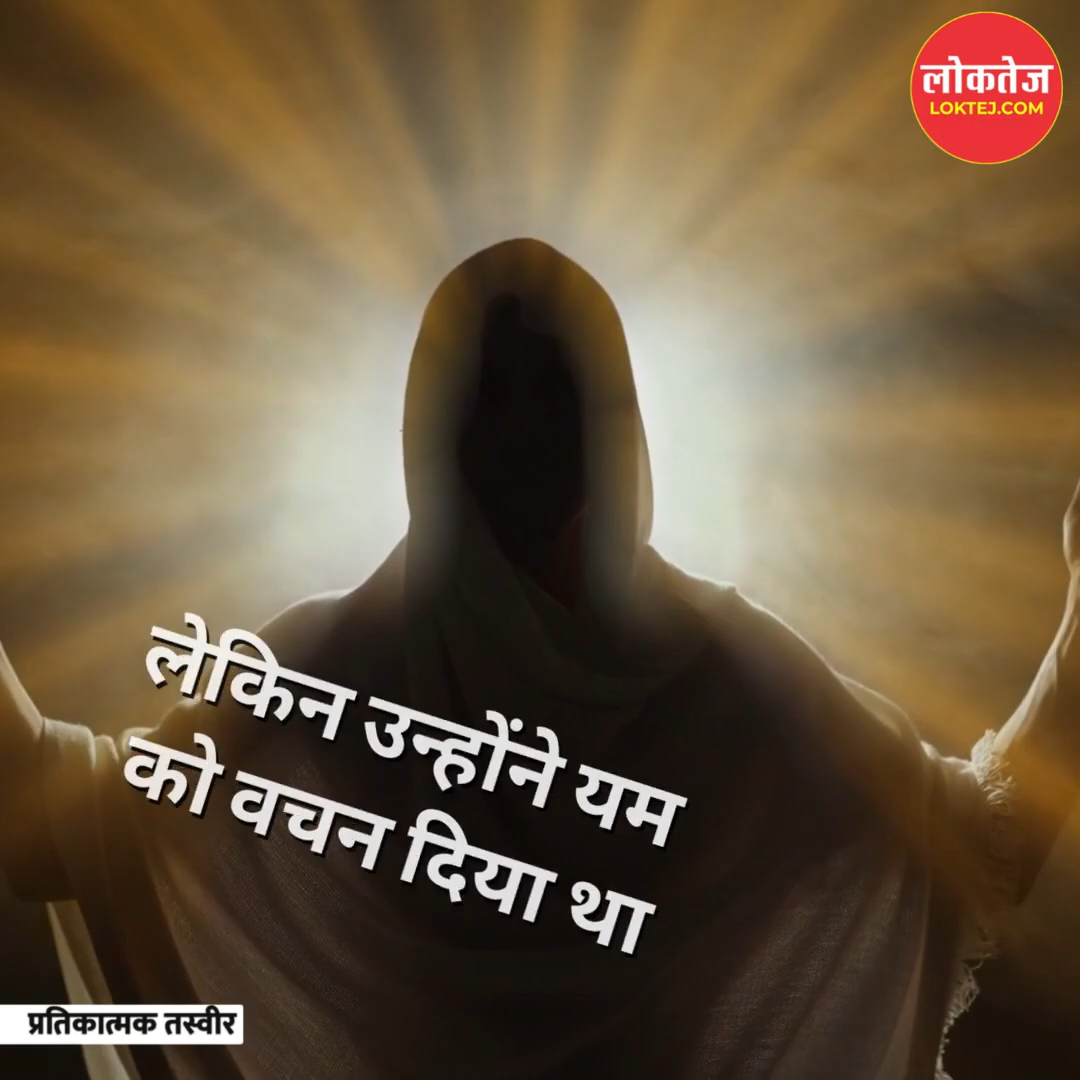 लोकतेज
LOKTEJ.COM
लेकिन उन्होंने यम
को वचन दिया था
प्रतिकात्मक तस्वीर